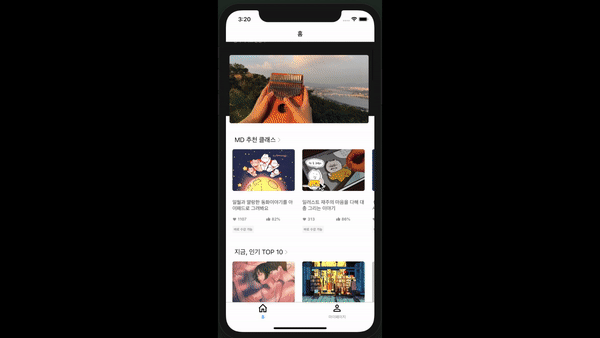 3:20
홈
MD 추천 클래스 >
달월과 말랑한 동화이야기를 아
이패드로 그려봐요
일러스트 재주의 마음을 다해 대
충 그리는 이야기
1157
82%
313
88%
지금, 인기 TOP 10 >
홈
마이페이지